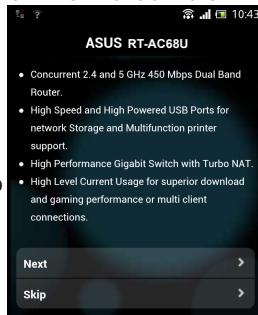 10:43
ASUS RT-AC68U
• Concurrent 2.4 and 5 GHz 450 Mbps Dual Band
Router.
• High Speed and High Powered USB Ports for
network Storage and Multifunction printer
support.
• High Performance Gigabit Switch with Turbo NAT.
• High Level Current Usage for superior download
and gaming performance or multi client
connections.
Next
Skip